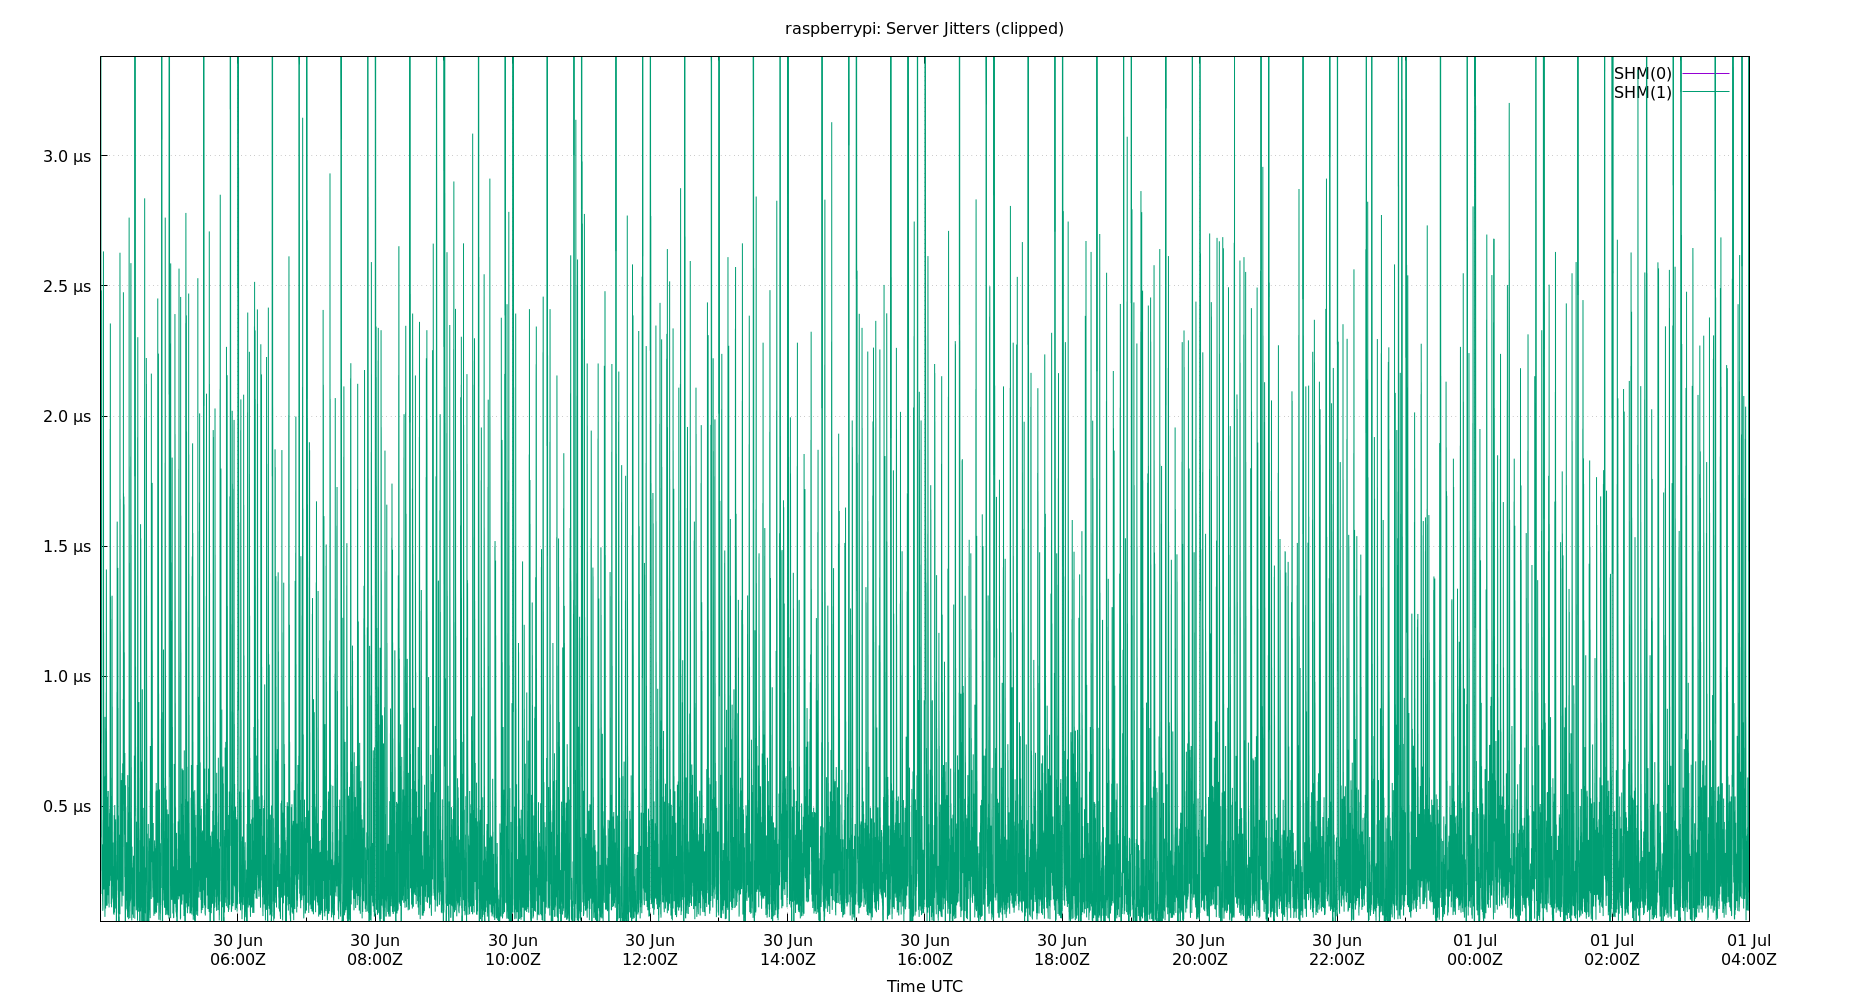 raspberrypi: Server Jitters (clipped)
SHM(0)
SHM(1)
3.0 µs
2.5 µs
2.0 µs
1.5 µs
1.0 µs
0.5 µs
30 Jun 30 Jun 30 Jun 30 Jun 30 Jun 30 Jun 30 Jun 30 Jun 30 Jun 01 Jul 01 Jul 01 Jul
06:00Z 08:00Z 10:00Z 12:00Z 14:00Z 16:00Z 18:00Z 20:00Z 22:00Z 00:00Z 02:00Z 04:00Z
Time UTC